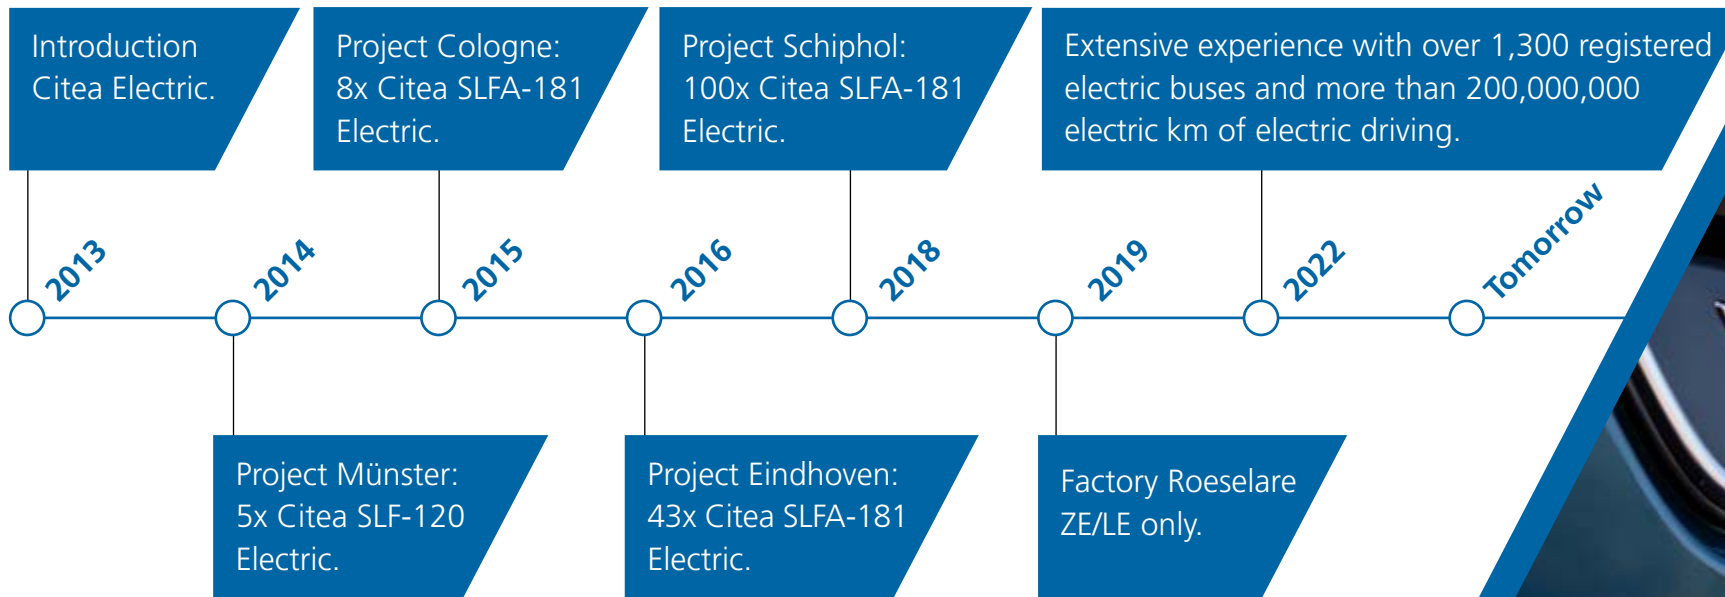 Introduction
Citea Electric.
Project Cologne:
8x Citea SLFA-181
Electric.
Project Schiphol:
100x Citea SLFA-181
Electric.
Extensive experience with over 1,300 registered
electric buses and more than 200,000,000
electric km of electric driving.
2013
2014
2015
2016
2018
2019
2022
Tomorrow
Project Münster:
5x Citea SLF-120
Electric.
Project Eindhoven:
43x Citea SLFA-181
Electric.
Factory Roeselare
ZE/LE only.